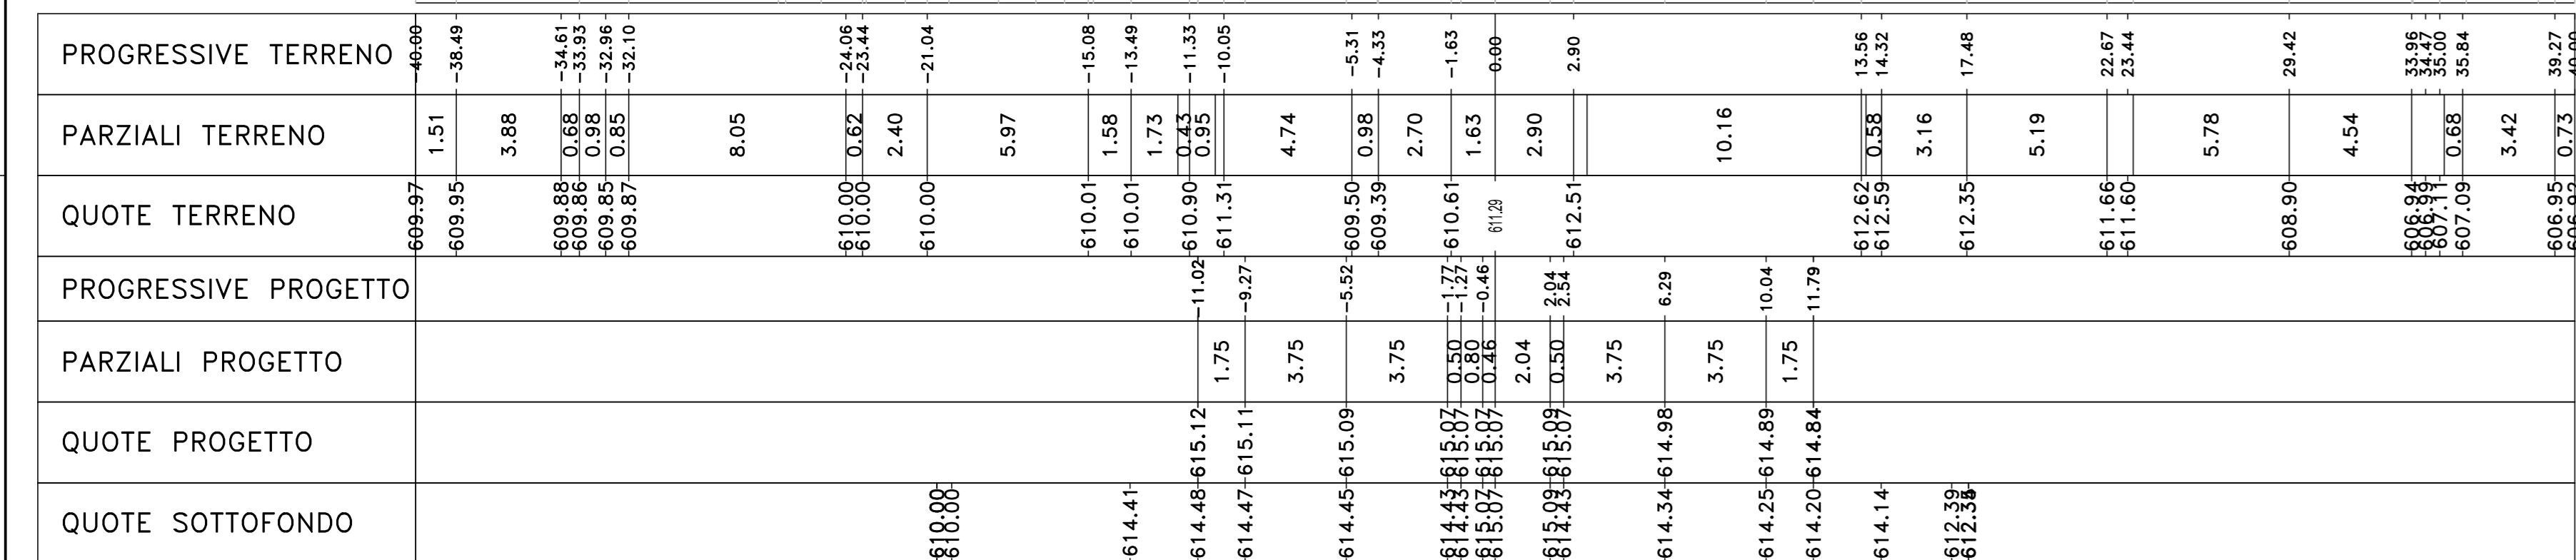 PROGRESSIVE TERRENO -40.00 -38.49 -34.61 -33.93 -32.96 -32.10 -24.06 -23.44 -21.04 -15.08 -13.49 -11.33 -10.05 -5.31 -4.33 -1.63 0.00 2.90 13.56 14.32 17.48 22.67 23.44 29.42 33.96 34.47 35.00 35.84 39.27
PARZIALI TERRENO 1.51 3.88 0.68 0.98 0.85 8.05 0.62 2.40 5.97 1.58 1.73 0.43 0.95 4.74 0.98 2.70 1.63 2.90 10.16 0.58 3.16 5.19 5.78 4.54 0.68 3.42 0.73
QUOTE TERRENO 609.97 609.95 609.88 609.86 609.85 609.87 610.00 610.00 610.00 610.01 610.01 610.90 611.31 609.50 609.39 610.61 611.29 612.51 612.62 612.59 612.35 611.66 611.60 608.90 606.94 607.11 607.09 606.95
PROGRESSIVE PROGETTO -11.02 -9.27 -5.52 -1.77 -1.27 -0.46 2.04 2.54 6.29 10.04 11.79
PARZIALI PROGETTO 1.75 3.75 3.75 0.50 0.80 0.46 2.04 0.50 3.75 3.75 1.75
QUOTE PROGETTO 615.12 615.11 615.09 615.07 615.07 615.07 615.07 615.09 615.07 614.98 614.89 614.84
QUOTE SOTTOFONDO 610.00 610.00 614.41 614.48 614.47 614.45 614.43 614.43 615.07 615.07 615.09 614.43 614.34 614.25 614.20 614.14 612.39